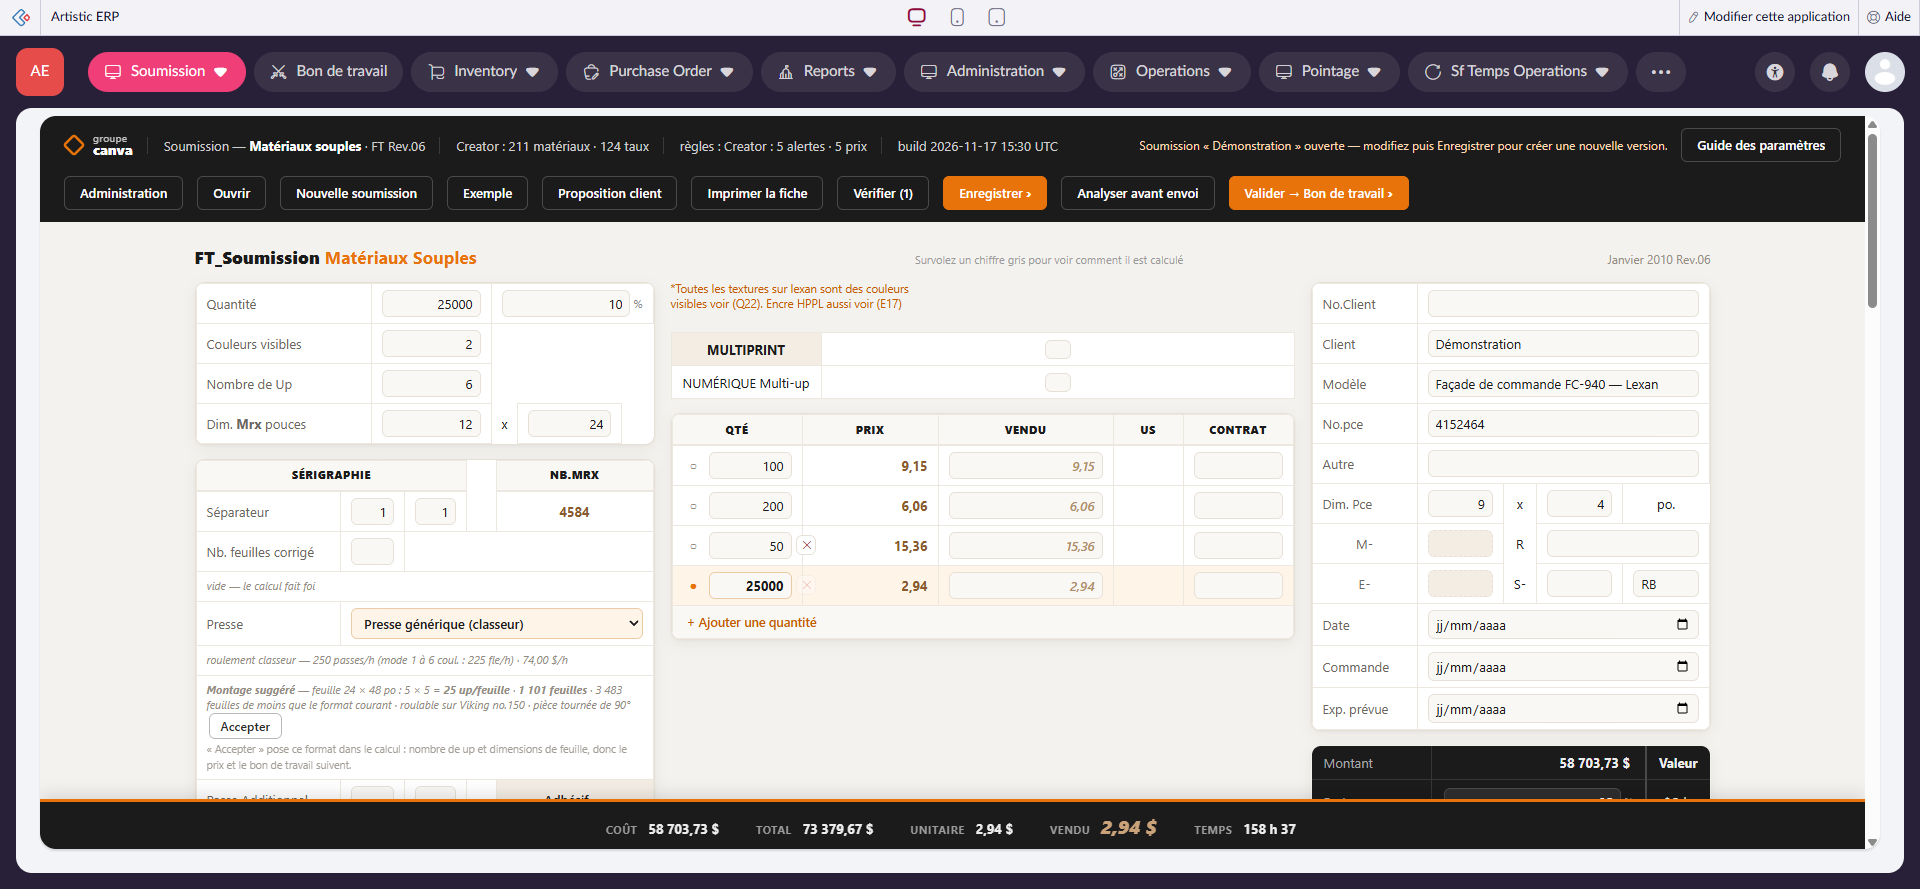 Artistic ERP
Modifier cette application
Aide
AE
Soumission
Bon de travail
Inventory
Purchase Order
Reports
Administration
Operations
Pointage
Sf Temps Operations
groupe
canva
Soumission — Matériaux souples · FT Rev.06
Creator : 211 matériaux · 124 taux
règles : Creator : 5 alertes · 5 prix
build 2026-11-17 15:30 UTC
Soumission « Démonstration » ouverte — modifiez puis Enregistrer pour créer une nouvelle version.
Guide des paramètres
Administration
Ouvrir
Nouvelle soumission
Exemple
Proposition client
Imprimer la fiche
Vérifier (1)
Enregistrer ›
Analyser avant envoi
Valider → Bon de travail ›
FT_Soumission Matériaux Souples
Survolez un chiffre gris pour voir comment il est calculé
Janvier 2010 Rev.06
Quantité 25000 10 %
Couleurs visibles 2
Nombre de Up 6
Dim. Mrx pouces 12 x 24
SÉRIGRAPHIE NB.MRX
Séparateur 1 1 4584
Nb. feuilles corrigé
vide — le calcul fait foi
Presse Presse générique (classeur)
roulement classeur — 250 passes/h (mode 1 à 6 coul. : 225 fle/h) · 74,00 $/h
Montage suggéré — feuille 24 × 48 po : 5 × 5 = 25 up/feuille · 1 101 feuilles · 3 483
feuilles de moins que le format courant · roulable sur Viking no.150 · pièce tournée de 90°
Accepter
« Accepter » pose ce format dans le calcul : nombre de up et dimensions de feuille, donc le
prix et le bon de travail suivent.
*Toutes les textures sur lexan sont des couleurs
visibles voir (Q22). Encre HPPL aussi voir (E17)
MULTIPRINT
NUMÉRIQUE Multi-up
QTÉ PRIX VENDU US CONTRAT
100 9,15 9,15
200 6,06 6,06
50 15,36 15,36
25000 2,94 2,94
+ Ajouter une quantité
No.Client
Client Démonstration
Modèle Façade de commande FC-940 — Lexan
No.pce 4152464
Autre
Dim. Pce 9 x 4 po.
M- R
E- S- RB
Date jj/mm/aaaa
Commande jj/mm/aaaa
Exp. prévue jj/mm/aaaa
Montant 58 703,73 $ Valeur
COÛT 58 703,73 $ TOTAL 73 379,67 $ UNITAIRE 2,94 $ VENDU 2,94 $ TEMPS 158 h 37